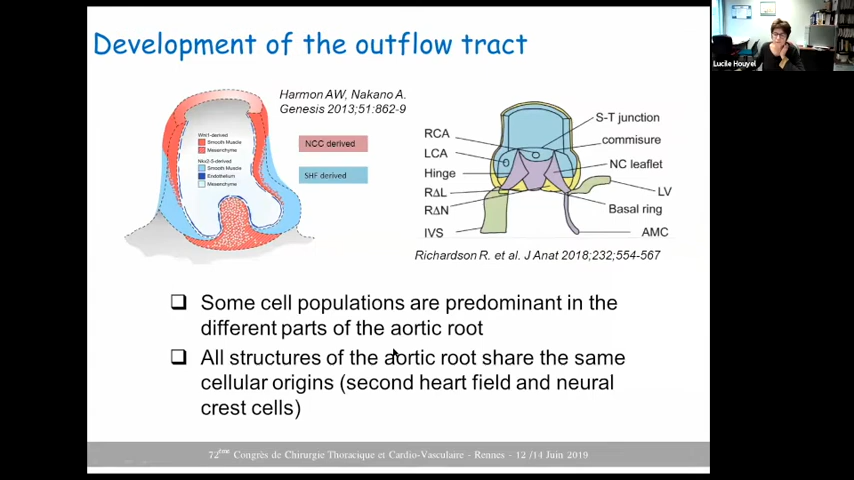 Development of the outflow tract
Lucile Houyel
Harmon AW, Nakano A.
Genesis 2013;51:862-9
Wnt1-derived
Smooth Muscle
Mesenchyme
Nkx2-5-derived
Smooth Muscle
Endothelium
Mesenchyme
NCC derived
SHF derived
RCA
LCA
Hinge
RΔL
RΔN
IVS
S-T junction
commisure
NC leaflet
LV
Basal ring
AMC
Richardson R. et al. J Anat 2018;232;554-567
Some cell populations are predominant in the
different parts of the aortic root
All structures of the aortic root share the same
cellular origins (second heart field and neural
crest cells)
72ème Congrès de Chirurgie Thoracique et Cardio-Vasculaire - Rennes - 12 /14 Juin 2019